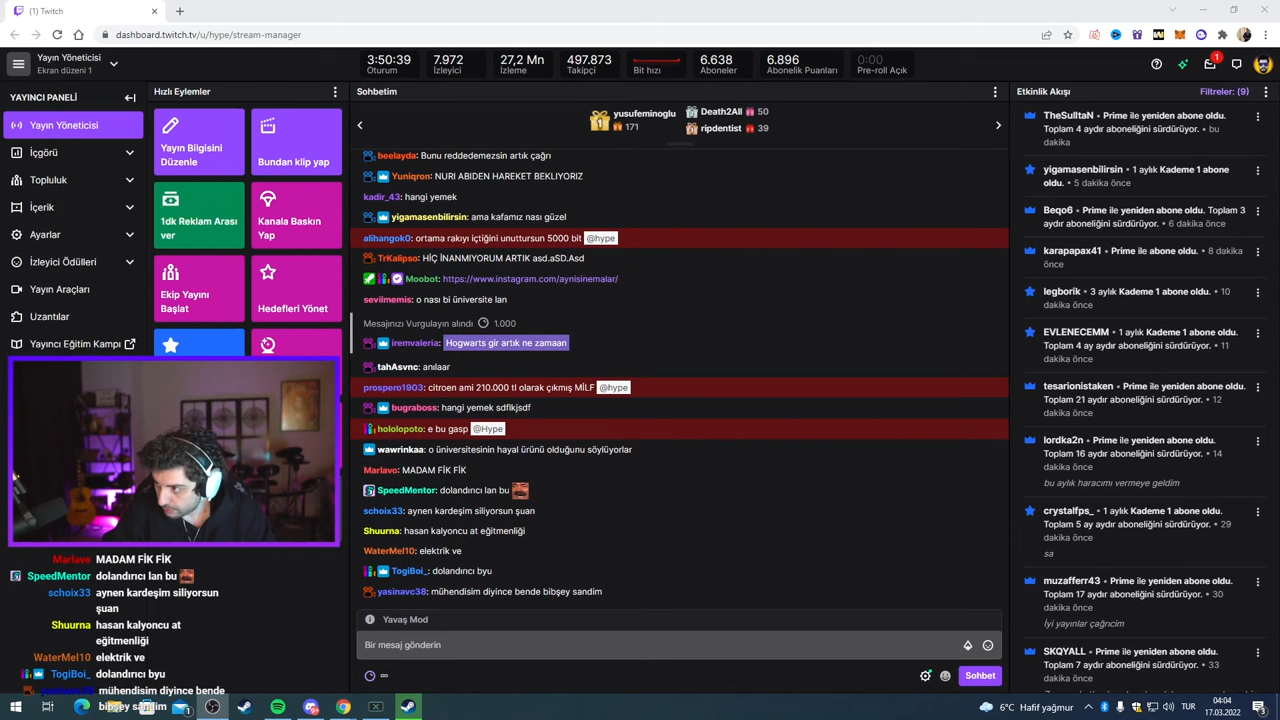 (1) Twitch
dashboard.twitch.tv/u/hype/stream-manager
Yayın Yöneticisi
Ekran düzeni 1
3:50:39
Oturum
7.972
İzleyici
27,2 Mn
İzleme
497.873
Takipçi
Bit hızı
6.638
Aboneler
6.896
Abonelik Puanları
0:00
Pre-roll Açık
1
YAYINCI PANELİ
Yayın Yöneticisi
İçgörü
Topluluk
İçerik
Ayarlar
İzleyici Ödülleri
Yayın Araçları
Uzantılar
Yayıncı Eğitim Kampı
Hızlı Eylemler
Yayın Bilgisini
Düzenle
Bundan klip yap
1dk Reklam Arası
ver
Kanala Baskın
Yap
Ekip Yayını
Başlat
Hedefleri Yönet
Sohbetim
1
yusufeminoglu
171
Death2All 50
ripdentist 39
beelayda: Bunu reddedemezsin artık çağrı
Yuniqron: NURI ABIDEN HAREKET BEKLIYORUZ
kadir_43: hangi yemek
yigamasenbilirsin: ama kafamız nası güzel
alihangok0: ortama rakıyı içtiğini unuttursun 5000 bit @hype
TrKalipso: HİÇ İNANMIYORUM ARTIK asd.aSD.Asd
Moobot: https://www.instagram.com/aynisinemalar/
sevilmemis: o nası bi üniversite lan
Mesajınızı Vurgulayın alındı 1.000
iremvaleria: Hogwarts gir artık ne zamaan
tahAsvnc: anılaar
prospero1903: citroen ami 210.000 tl olarak çıkmış MİLF @hype
bugraboss: hangi yemek sdflkjsdf
hololopoto: e bu gasp @Hype
wawrinkaa: o üniversitesinin hayal ürünü olduğunu söylüyorlar
Marlavo: MADAM FİK FİK
SpeedMentor: dolandırıcı lan bu
schoix33: aynen kardeşim siliyorsun şuan
Shuurna: hasan kalyoncu at eğitmenliği
WaterMel10: elektrik ve
TogiBoi_: dolandırıcı byu
yasinavc38: mühendisim diyince bende bibşey sandim
Yavaş Mod
Bir mesaj gönderin
∞
Sohbet
Etkinlik Akışı
Filtreler: (9)
TheSultaN • Prime ile yeniden abone oldu.
Toplam 4 aydır aboneliğini sürdürüyor. • bu
dakika
yigamasenbilirsin • 1 aylık Kademe 1 abone
oldu. • 5 dakika önce
Beqo6 • Prime ile yeniden abone oldu. Toplam 3
aydır aboneliğini sürdürüyor. • 6 dakika önce
karapapax41 • Prime ile abone oldu. • 8 dakika
önce
legborik • 3 aylık Kademe 1 abone oldu. • 10
dakika önce
EVLENECEMM • 1 aylık Kademe 1 abone oldu.
Toplam 4 ay aydır aboneliğini sürdürüyor. • 11
dakika önce
tesarionistaken • Prime ile yeniden abone oldu.
Toplam 21 aydır aboneliğini sürdürüyor. • 12
dakika önce
lordka2n • Prime ile yeniden abone oldu.
Toplam 16 aydır aboneliğini sürdürüyor. • 14
dakika önce
bu aylık haracımı vermeye geldim
crystalfps_ • 1 aylık Kademe 1 abone oldu.
Toplam 5 ay aydır aboneliğini sürdürüyor. • 29
dakika önce
sa
muzafferr43 • Prime ile yeniden abone oldu.
Toplam 17 aydır aboneliğini sürdürüyor. • 30
dakika önce
İyi yayınlar çağrıcim
SKQYALL • Prime ile yeniden abone oldu.
Toplam 7 aydır aboneliğini sürdürüyor. • 33
dakika önce
Marlavo MADAM FİK FİK
SpeedMentor dolandırıcı lan bu
schoix33 aynen kardeşim siliyorsun
şuan
Shuurna hasan kalyoncu at
eğitmenliği
WaterMel10 elektrik ve
TogiBoi_ dolandırıcı byu
yasinavc38 mühendisim diyince bende
bibşey sandim
6°C Hafif yağmur
TUR
04:04
17.03.2022
3